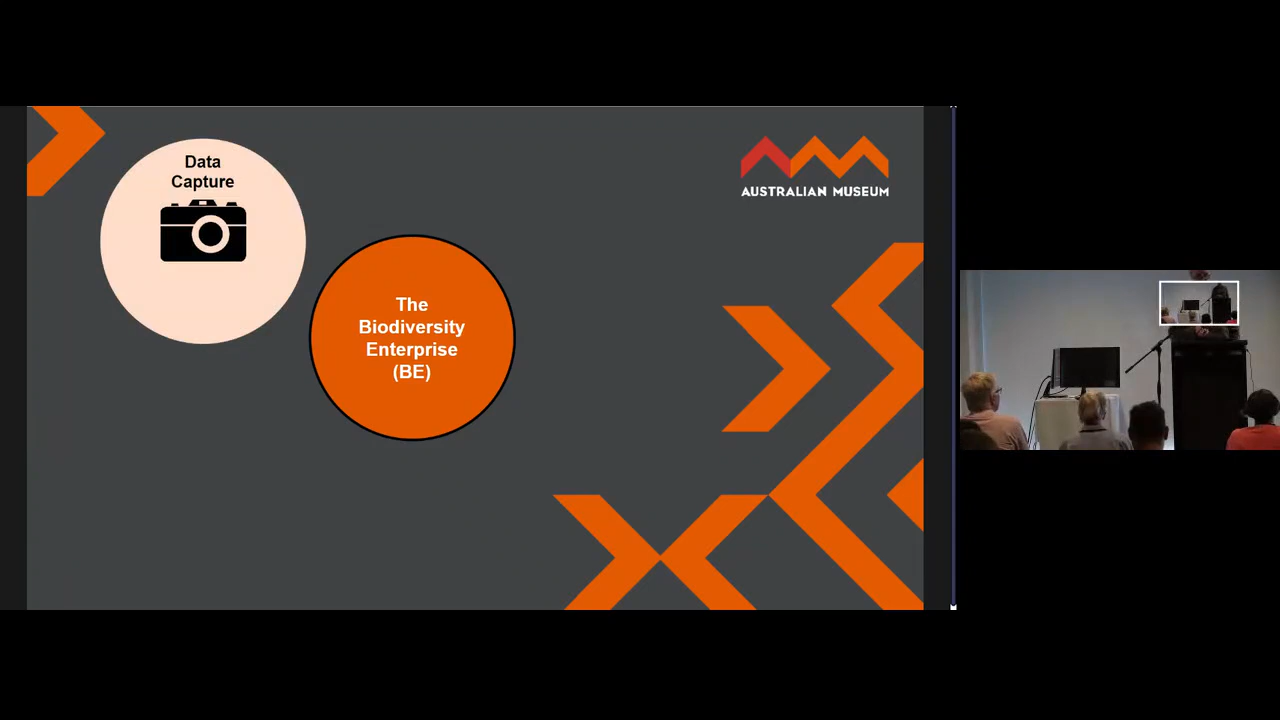 Data
Capture
The
Biodiversity
Enterprise
(BE)
AUSTRALIAN MUSEUM